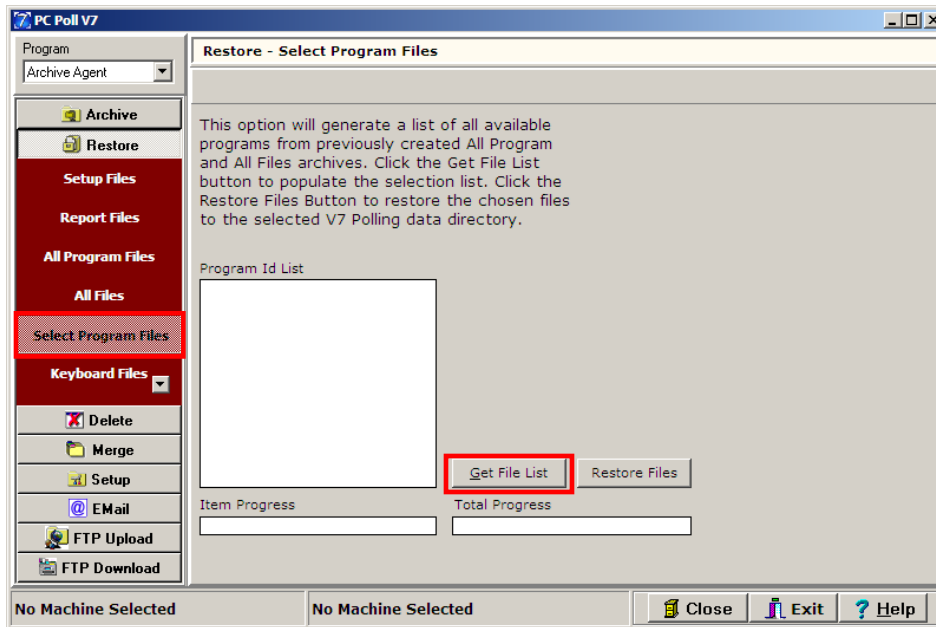 PC Poll V7
Program
Archive Agent
Archive
Restore
Setup Files
Report Files
All Program Files
All Files
Select Program Files
Keyboard Files
Delete
Merge
Setup
EMail
FTP Upload
FTP Download
Restore - Select Program Files
This option will generate a list of all available
programs from previously created All Program
and All Files archives. Click the Get File List
button to populate the selection list. Click the
Restore Files Button to restore the chosen files
to the selected V7 Polling data directory.
Program Id List
Get File List
Restore Files
Item Progress
Total Progress
No Machine Selected
No Machine Selected
Close
Exit
Help